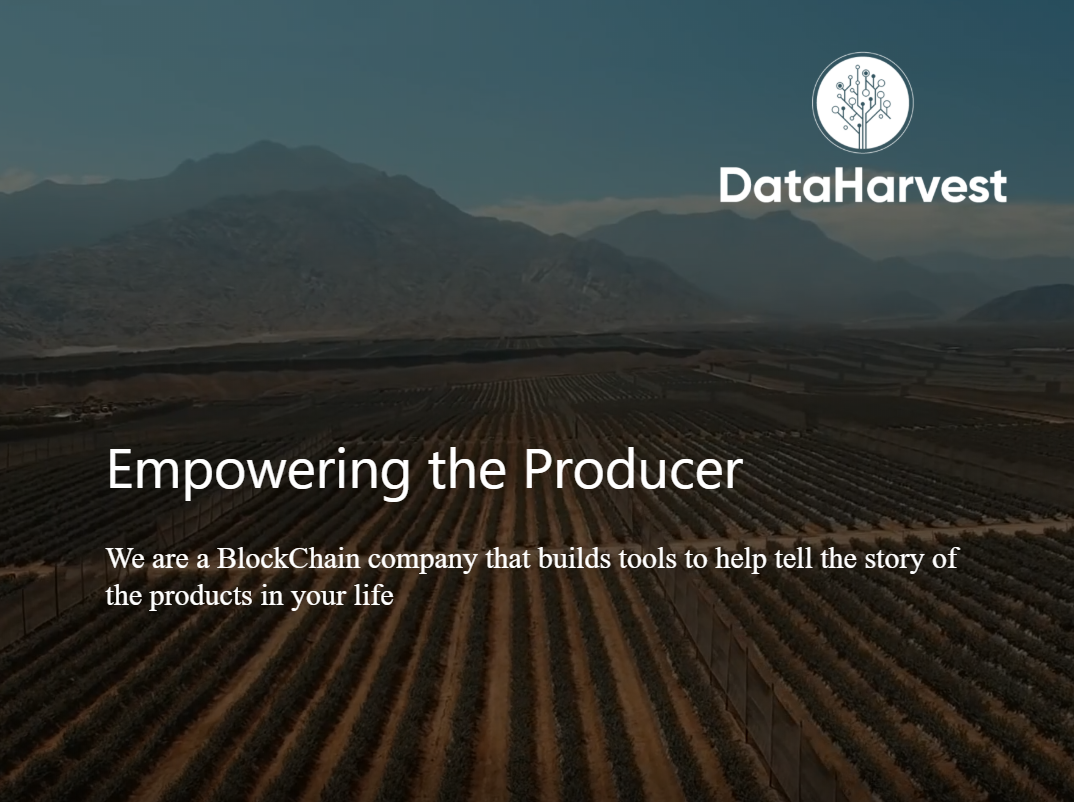 DataHarvest
Empowering the Producer
We are a BlockChain company that builds tools to help tell the story of
the products in your life